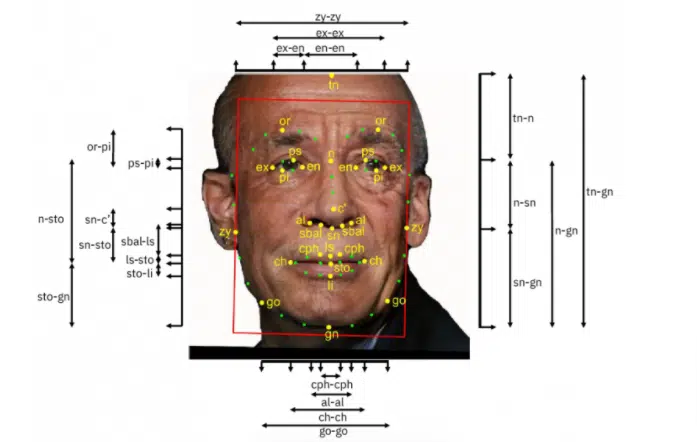 zy-zy
ex-ex
ex-en en-en
tn
or or
or-pi
tn-n
ps n ps
ps-pi
ex en en ex
pi pi
tn-gn
n-sto
n-sn
c'
sn-c'
al al
n-gn
zy sbal sn sbal zy
sn-sto
sbal-ls
cph ls cph
ls-sto
ch sto ch
sto-li
li
sn-gn
sto-gn
go go
gn
cph-cph
al-al
ch-ch
go-go